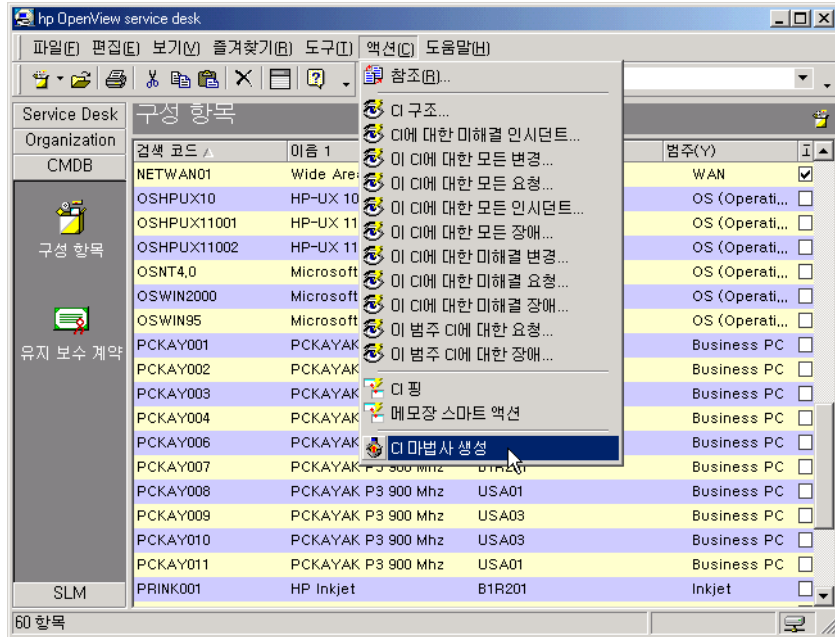 hp OpenView service desk
파일(F) 편집(E) 보기(V) 즐겨찾기(R) 도구(T) 액션(C) 도움말(H)
참조(R)...
CI 구조...
CI에 대한 미해결 인시던트...
이 CI에 대한 모든 변경...
이 CI에 대한 모든 요청...
이 CI에 대한 모든 인시던트...
이 CI에 대한 모든 장애...
이 CI에 대한 미해결 변경...
이 CI에 대한 미해결 요청...
이 CI에 대한 미해결 장애...
이 범주 CI에 대한 요청...
이 범주 CI에 대한 장애...
CI 핑
메모장 스마트 액션
CI 마법사 생성
Service Desk
Organization
CMDB
구성 항목
유지 보수 계약
SLM
구성 항목
검색 코드 이음 1 범주(Y)
NETWAN01 Wide Area WAN
OSHPUX10 HP-UX 10 OS (Operati...
OSHPUX11001 HP-UX 11 OS (Operati...
OSHPUX11002 HP-UX 11 OS (Operati...
OSNT4,0 Microsoft OS (Operati...
OSWIN2000 Microsoft OS (Operati...
OSWIN95 Microsoft OS (Operati...
PCKAY001 PCKAYAK Business PC
PCKAY002 PCKAYAK Business PC
PCKAY003 PCKAYAK Business PC
PCKAY004 PCKAYAK Business PC
PCKAY006 PCKAYAK Business PC
PCKAY007 PCKAYAK P3 900 Mhz B1R201 Business PC
PCKAY008 PCKAYAK P3 900 Mhz USA01 Business PC
PCKAY009 PCKAYAK P3 900 Mhz USA03 Business PC
PCKAY010 PCKAYAK P3 900 Mhz USA03 Business PC
PCKAY011 PCKAYAK P3 900 Mhz USA01 Business PC
PRINK001 HP Inkjet B1R201 Inkjet
60 항목